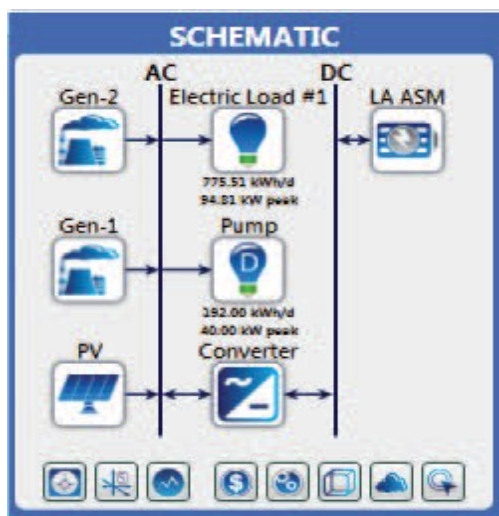 SCHEMATIC
AC DC
Gen-2 Electric Load #1 LA ASM
775.51 kWh/d
94.81 kW peak
Gen-1 Pump
D
192.00 kWh/d
40.00 kW peak
PV Converter
$